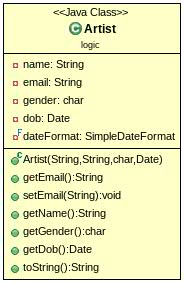 <<Java Class>>
Artist
logic
name: String
email: String
gender: char
dob: Date
dateFormat: SimpleDateFormat
Artist(String,String,char,Date)
getEmail():String
setEmail(String):void
getName():String
getGender():char
getDob():Date
toString():String